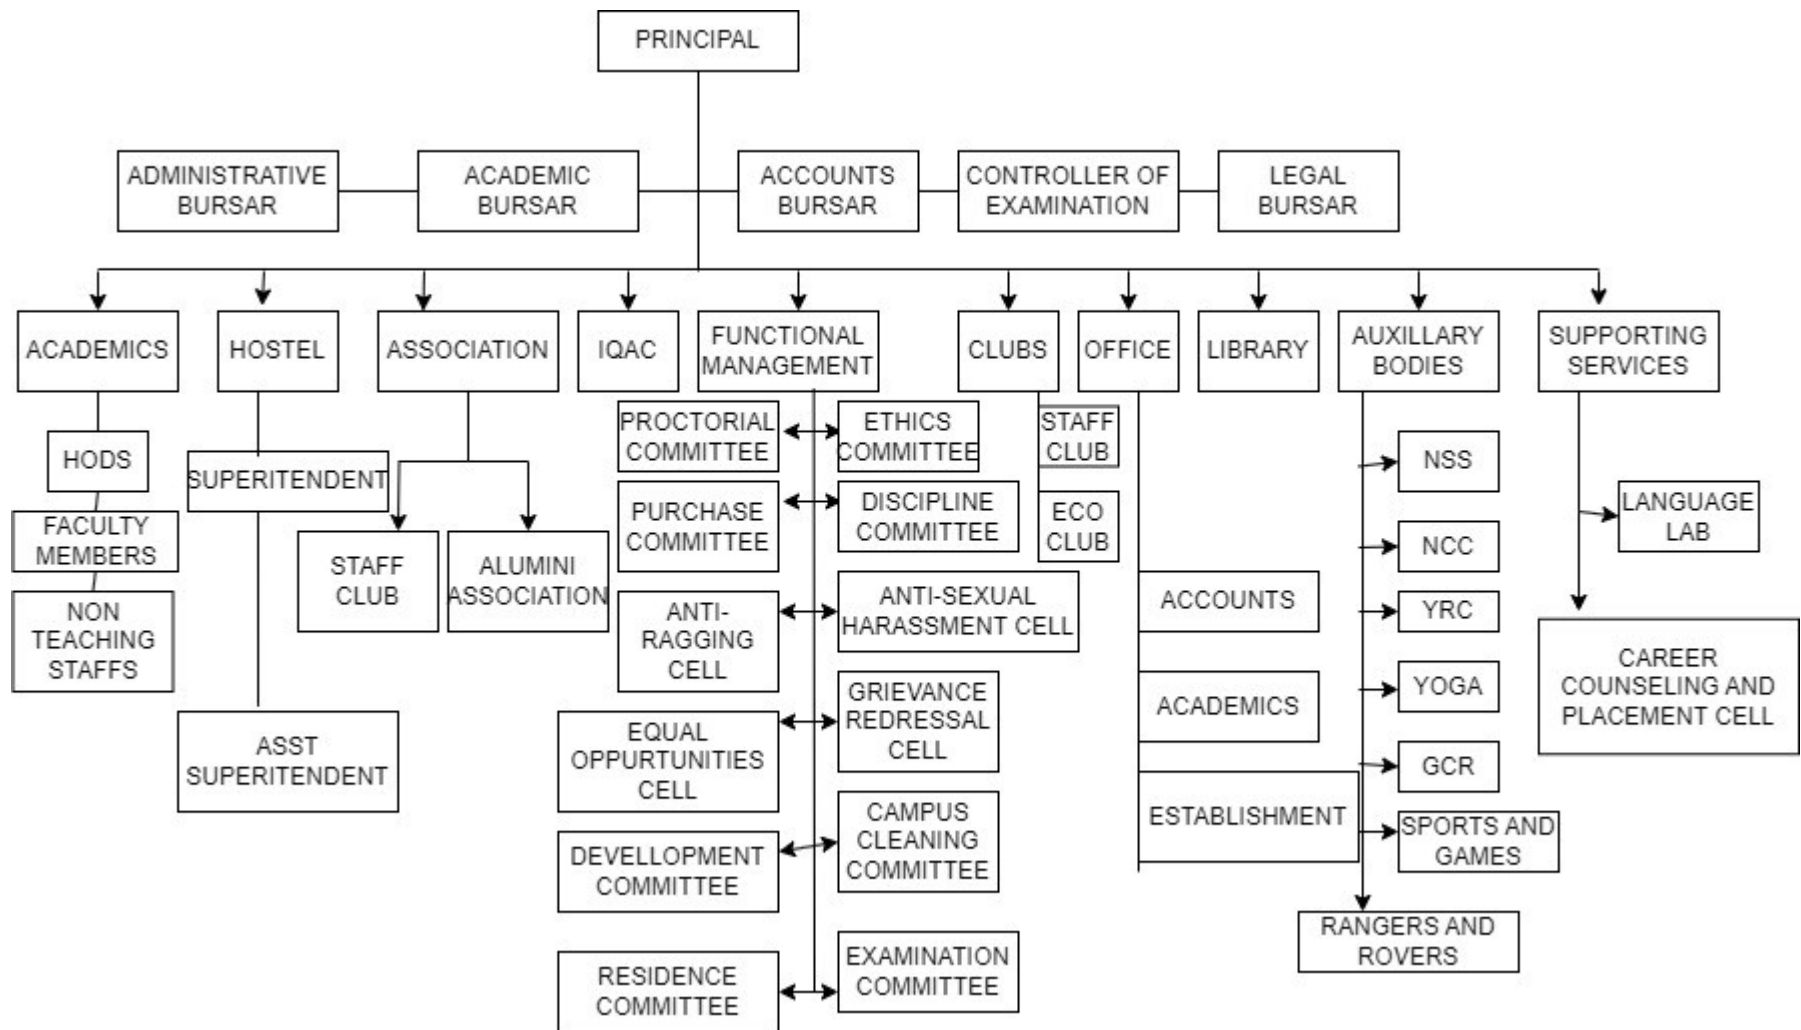 PRINCIPAL
ADMINISTRATIVE
BURSAR
ACADEMIC
BURSAR
ACCOUNTS
BURSAR
CONTROLLER OF
EXAMINATION
LEGAL
BURSAR
ACADEMICS
HOSTEL
ASSOCIATION
IQAC
FUNCTIONAL
MANAGEMENT
CLUBS
OFFICE
LIBRARY
AUXILLARY
BODIES
SUPPORTING
SERVICES
HODS
FACULTY
MEMBERS
NON
TEACHING
STAFFS
SUPERITENDENT
ASST
SUPERITENDENT
STAFF
CLUB
ALUMINI
ASSOCIATION
PROCTORIAL
COMMITTEE
ETHICS
COMMITTEE
PURCHASE
COMMITTEE
DISCIPLINE
COMMITTEE
ANTI-
RAGGING
CELL
ANTI-SEXUAL
HARASSMENT CELL
EQUAL
OPPURTUNITIES
CELL
GRIEVANCE
REDRESSAL
CELL
DEVELLOPMENT
COMMITTEE
CAMPUS
CLEANING
COMMITTEE
RESIDENCE
COMMITTEE
EXAMINATION
COMMITTEE
STAFF
CLUB
ECO
CLUB
ACCOUNTS
ACADEMICS
ESTABLISHMENT
NSS
NCC
YRC
YOGA
GCR
SPORTS AND
GAMES
RANGERS AND
ROVERS
LANGUAGE
LAB
CAREER
COUNSELING AND
PLACEMENT CELL